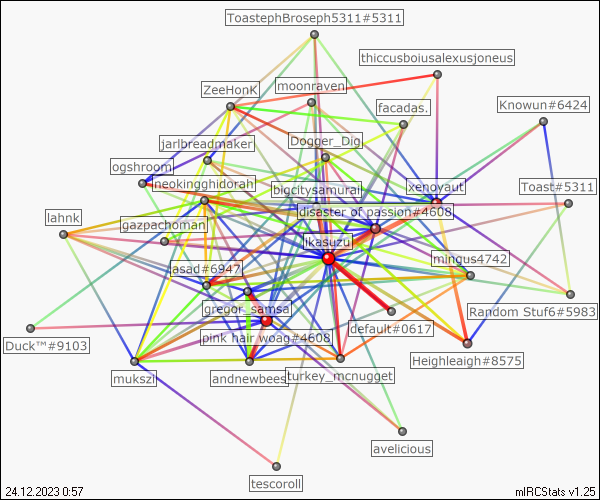 ToastephBroseph5311#5311
thiccusboiusalexusjoneus
moonraven
ZeeHonK
Knowun#6424
facadas.
jarlbreadmaker
Dogger_Dig
ogshroom
neokingghidorah
bigcitysamurai
xenoyaut
Toast#5311
lahnk
gazpachoman
disaster of passion#4608
ikasuzu
mingus4742
asad#6947
gregor_samsa
Random Stuf6#5983
default#0617
pink hair woag#4608
Duck™#9103
Heighleaigh#8575
mukszi
andnewbees
turkey_mcnugget
avelicious
tescoroll
24.12.2023 0:57
mIRCStats v1.25